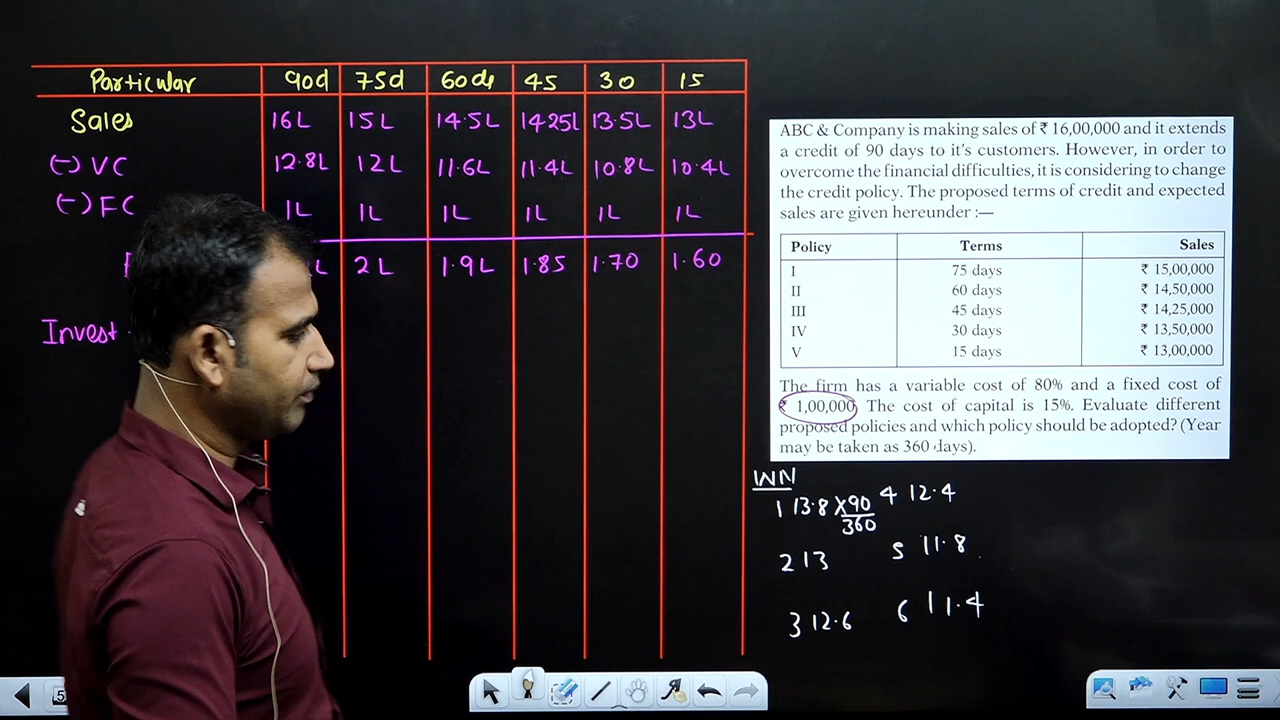 Particular 90d 75d 60ds 45 30 15
Sales 16L 15L 14.5L 14.25L 13.5L 13L
(-) VC 12.8L 12L 11.6L 11.4L 10.8L 10.4L
(-) FC 1L 1L 1L 1L 1L 1L
L 2L 1.9L 1.85 1.70 1.60
Invest
ABC & Company is making sales of ₹ 16,00,000 and it extends
a credit of 90 days to it's customers. However, in order to
overcome the financial difficulties, it is considering to change
the credit policy. The proposed terms of credit and expected
sales are given hereunder :—
Policy Terms Sales
I 75 days ₹ 15,00,000
II 60 days ₹ 14,50,000
III 45 days ₹ 14,25,000
IV 30 days ₹ 13,50,000
V 15 days ₹ 13,00,000
The firm has a variable cost of 80% and a fixed cost of
₹ 1,00,000. The cost of capital is 15%. Evaluate different
proposed policies and which policy should be adopted? (Year
may be taken as 360 days).
WN
1 13.8 x 90/360 4 12.4
2 13 5 11.8
3 12.6 6 11.4